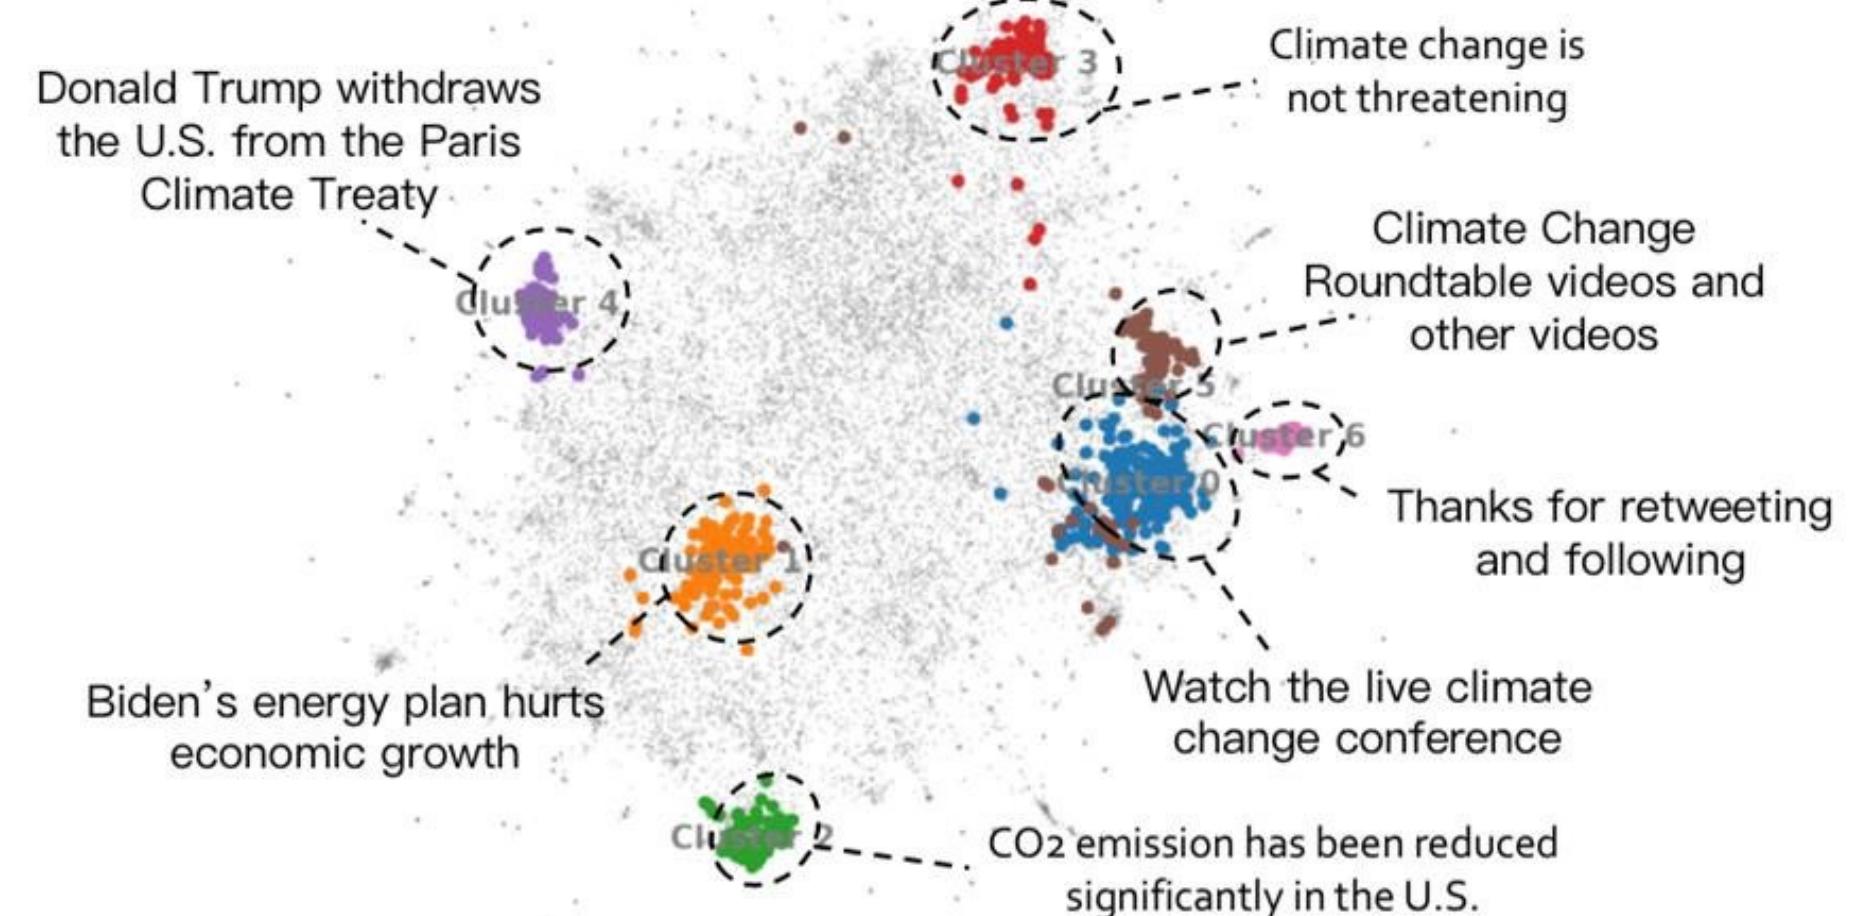 Cluster 3
Climate change is
not threatening
Donald Trump withdraws
the U.S. from the Paris
Climate Treaty
Cluster 4
Climate Change
Roundtable videos and
other videos
Cluster 5
Cluster 6
Cluster 0
Thanks for retweeting
and following
Cluster 1
Biden’s energy plan hurts
economic growth
Watch the live climate
change conference
Cluster 2
CO2 emission has been reduced
significantly in the U.S.